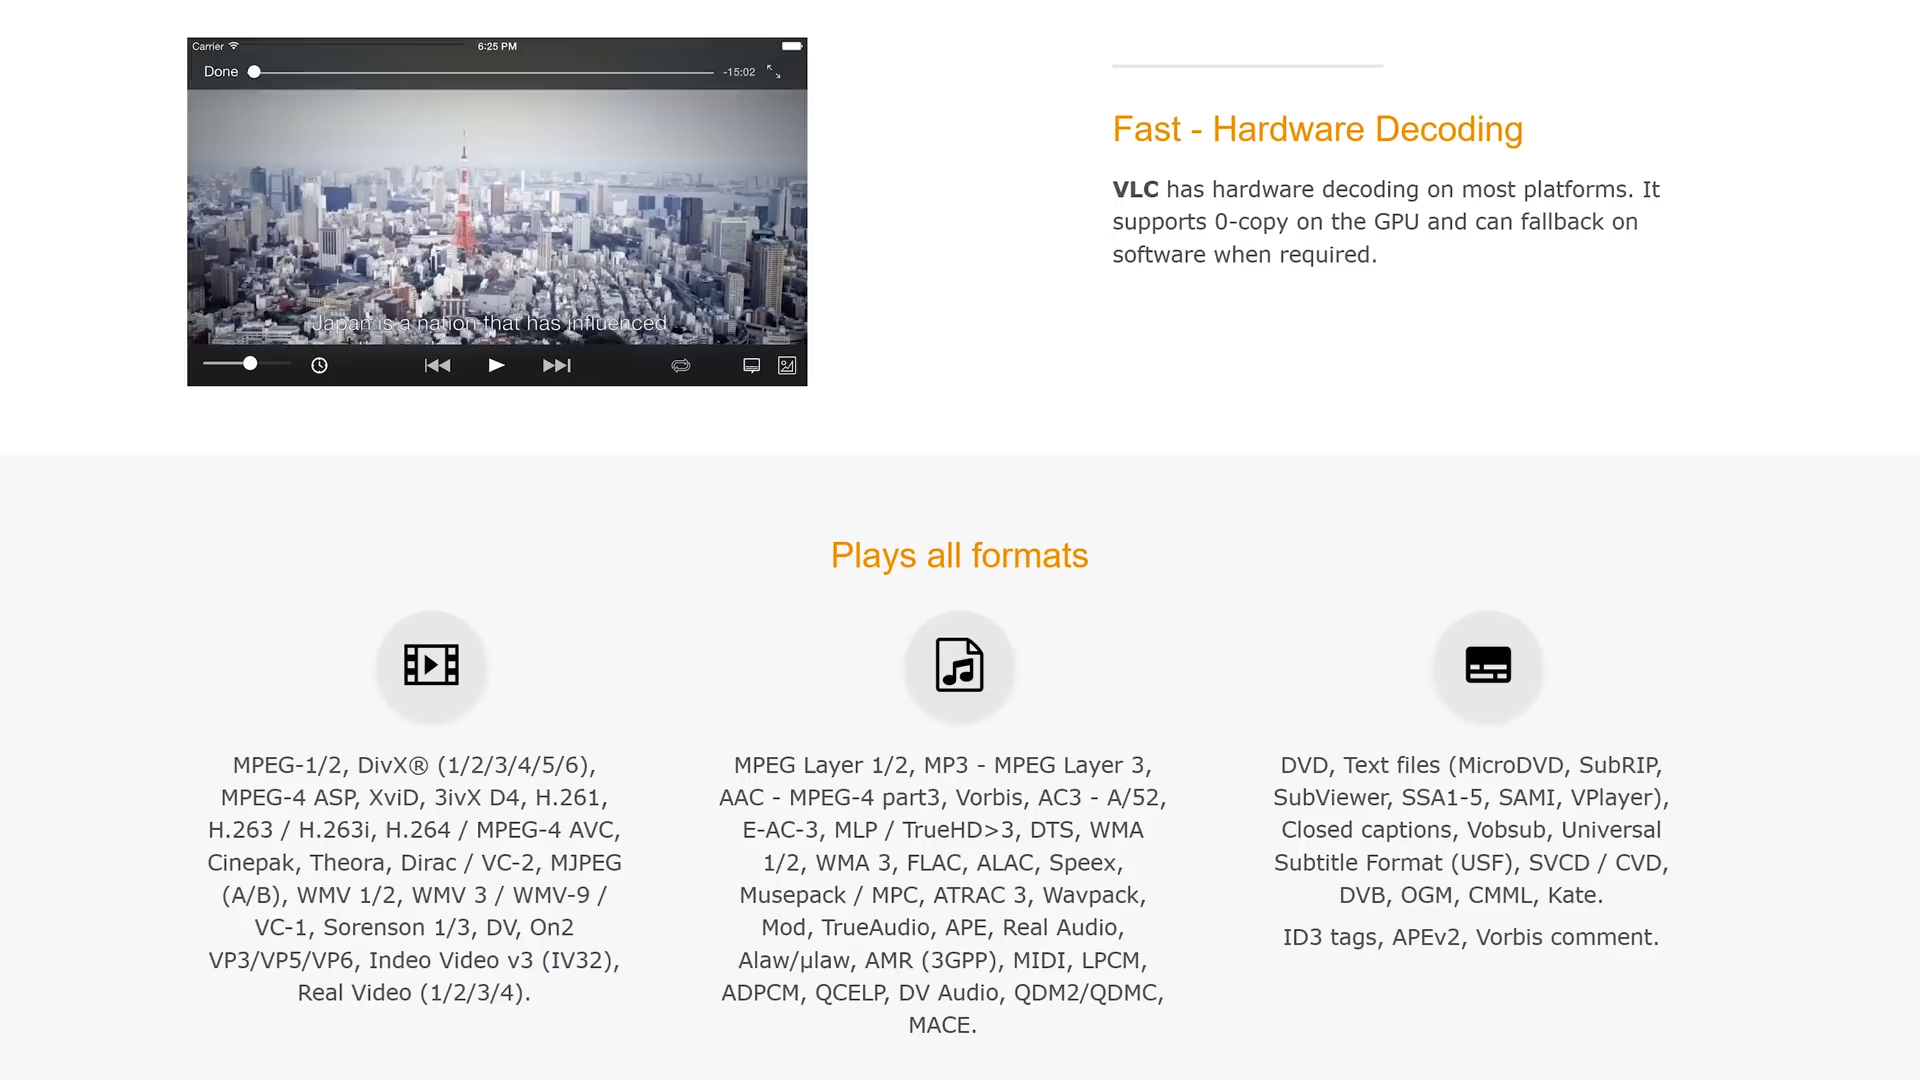 Carrier
6:25 PM
Done
-15:02
Japan is a nation that has influenced
Fast - Hardware Decoding
VLC has hardware decoding on most platforms. It
supports 0-copy on the GPU and can fallback on
software when required.
Plays all formats
MPEG-1/2, DivX® (1/2/3/4/5/6),
MPEG-4 ASP, XviD, 3ivX D4, H.261,
H.263 / H.263i, H.264 / MPEG-4 AVC,
Cinepak, Theora, Dirac / VC-2, MJPEG
(A/B), WMV 1/2, WMV 3 / WMV-9 /
VC-1, Sorenson 1/3, DV, On2
VP3/VP5/VP6, Indeo Video v3 (IV32),
Real Video (1/2/3/4).
MPEG Layer 1/2, MP3 - MPEG Layer 3,
AAC - MPEG-4 part3, Vorbis, AC3 - A/52,
E-AC-3, MLP / TrueHD>3, DTS, WMA
1/2, WMA 3, FLAC, ALAC, Speex,
Musepack / MPC, ATRAC 3, Wavpack,
Mod, TrueAudio, APE, Real Audio,
Alaw/µlaw, AMR (3GPP), MIDI, LPCM,
ADPCM, QCELP, DV Audio, QDM2/QDMC,
MACE.
DVD, Text files (MicroDVD, SubRIP,
SubViewer, SSA1-5, SAMI, VPlayer),
Closed captions, Vobsub, Universal
Subtitle Format (USF), SVCD / CVD,
DVB, OGM, CMML, Kate.
ID3 tags, APEv2, Vorbis comment.